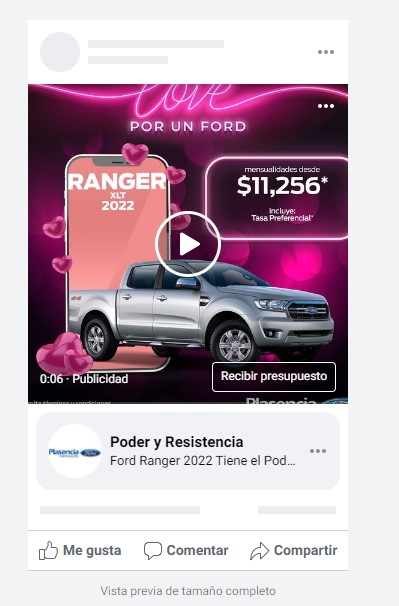 love
POR UN FORD
RANGER
XLT
2022
mensualidades desde
$11,256*
Incluye:
Tasa Preferencial*
0:06 · Publicidad
Recibir presupuesto
términos y condiciones
Plasencia
Plasencia Ford
Poder y Resistencia
Ford Ranger 2022 Tiene el Pod...
Me gusta
Comentar
Compartir
Vista previa de tamaño completo